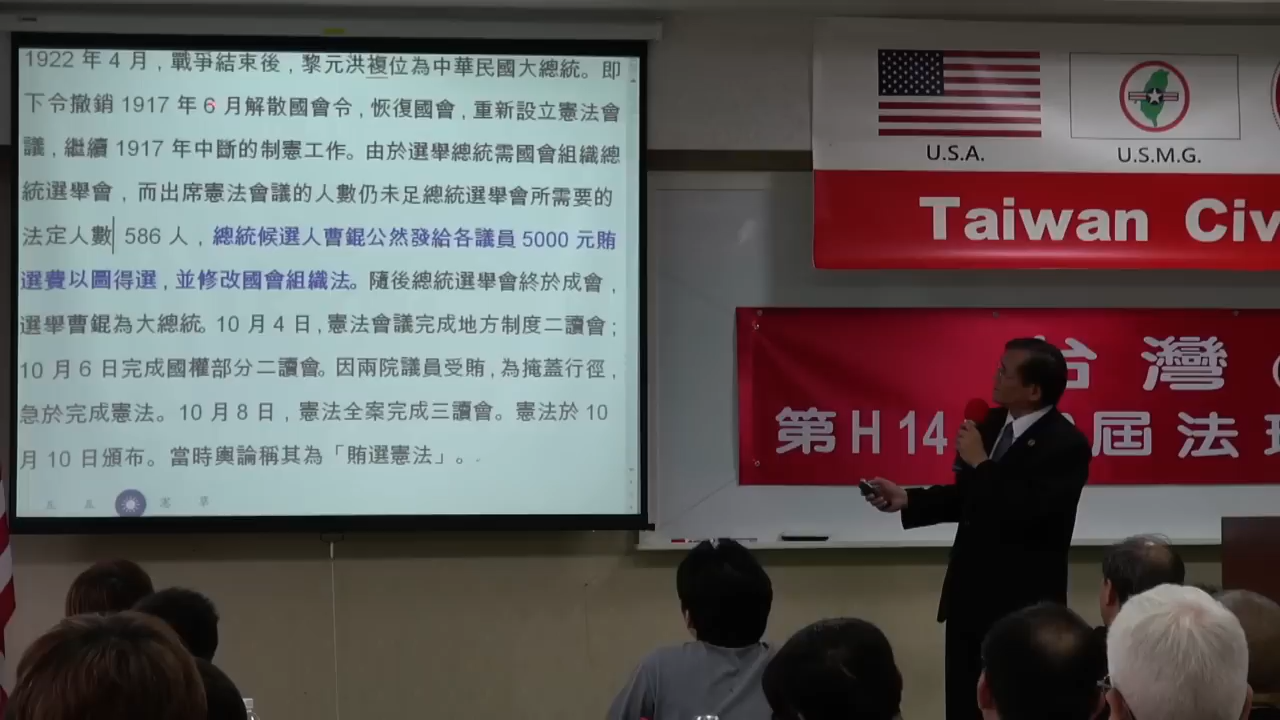 1922 年 4 月，戰爭結束後，黎元洪複位為中華民國大總統。即
下令撤銷 1917 年 6 月解散國會令，恢復國會，重新設立憲法會
議，繼續 1917 年中斷的制憲工作。由於選舉總統需國會組織總
統選舉會，而出席憲法會議的人數仍未足總統選舉會所需要的
法定人數 586 人，總統候選人曹錕公然發給各議員 5000 元賄
選費以圖得選，並修改國會組織法。隨後總統選舉會終於成會，
選舉曹錕為大總統。10 月 4 日，憲法會議完成地方制度二讀會；
10 月 6 日完成國權部分二讀會。因兩院議員受賄，為掩蓋行徑，
急於完成憲法。10 月 8 日，憲法全案完成三讀會。憲法於 10
月 10 日頒布。當時輿論稱其為「賄選憲法」。
五 五 憲 草
U.S.A.
U.S.M.G.
Taiwan Civ
台 灣
第 H 14 屆 法 理